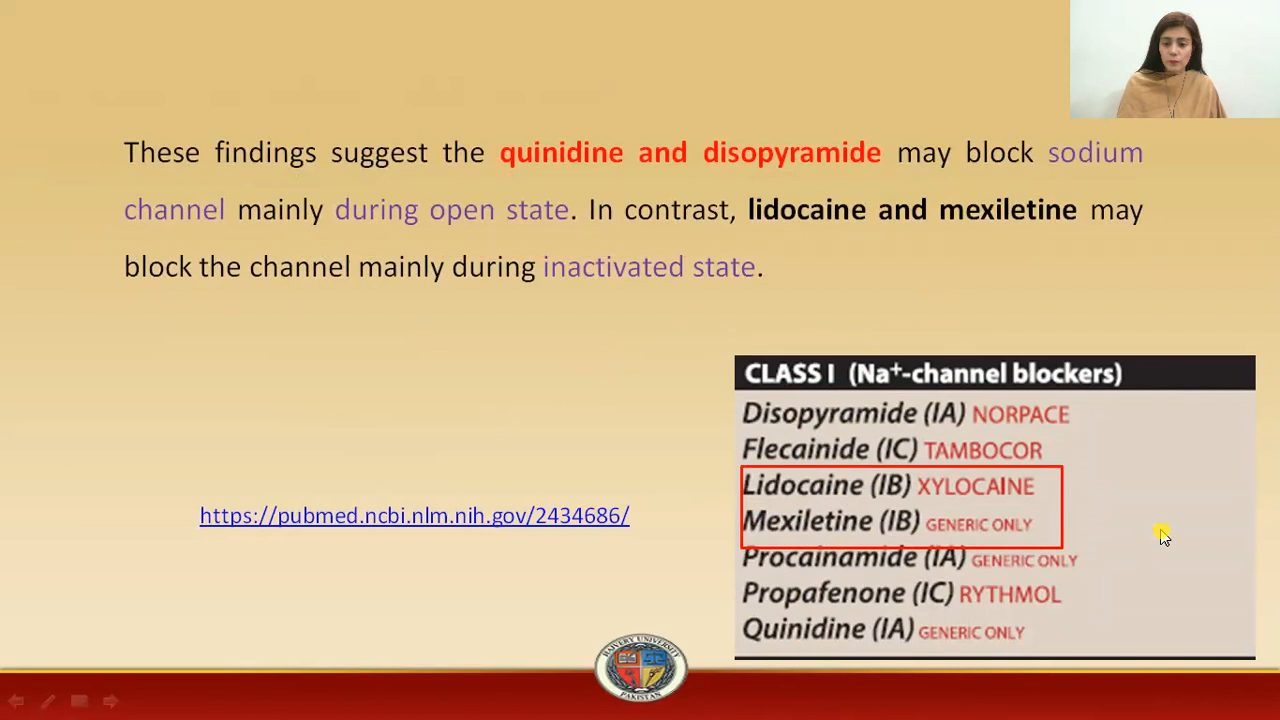 These findings suggest the quinidine and disopyramide may block sodium
channel mainly during open state. In contrast, lidocaine and mexiletine may
block the channel mainly during inactivated state.
CLASS I (Na⁺-channel blockers)
Disopyramide (IA) NORPACE
Flecainide (IC) TAMBOCOR
Lidocaine (IB) XYLOCAINE
Mexiletine (IB) GENERIC ONLY
Procainamide (IA) GENERIC ONLY
Propafenone (IC) RYTHMOL
Quinidine (IA) GENERIC ONLY
https://pubmed.ncbi.nlm.nih.gov/2434686/
UNIVERSITY
PAKISTAN